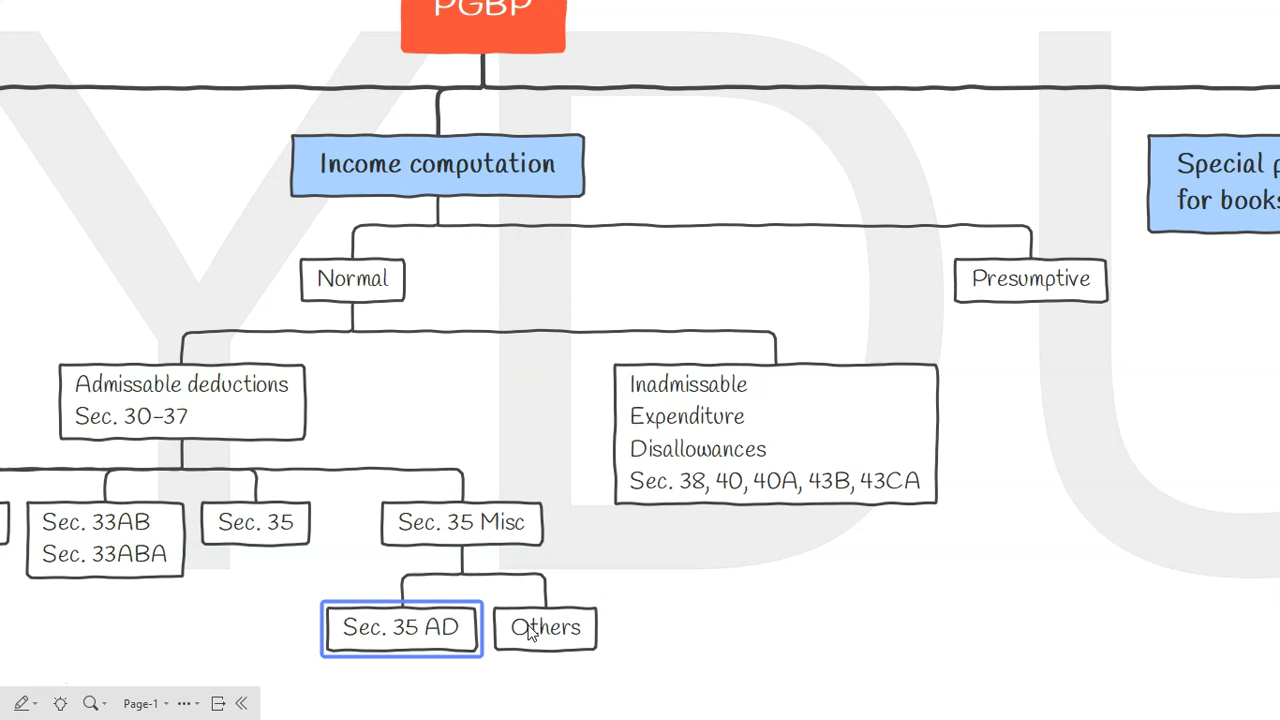 PGBP
Income computation
Special
for books
Normal
Presumptive
Admissable deductions
Sec. 30-37
Inadmissable
Expenditure
Disallowances
Sec. 38, 40, 40A, 43B, 43CA
Sec. 33AB
Sec. 33ABA
Sec. 35
Sec. 35 Misc
Sec. 35 AD
Others
Page-1